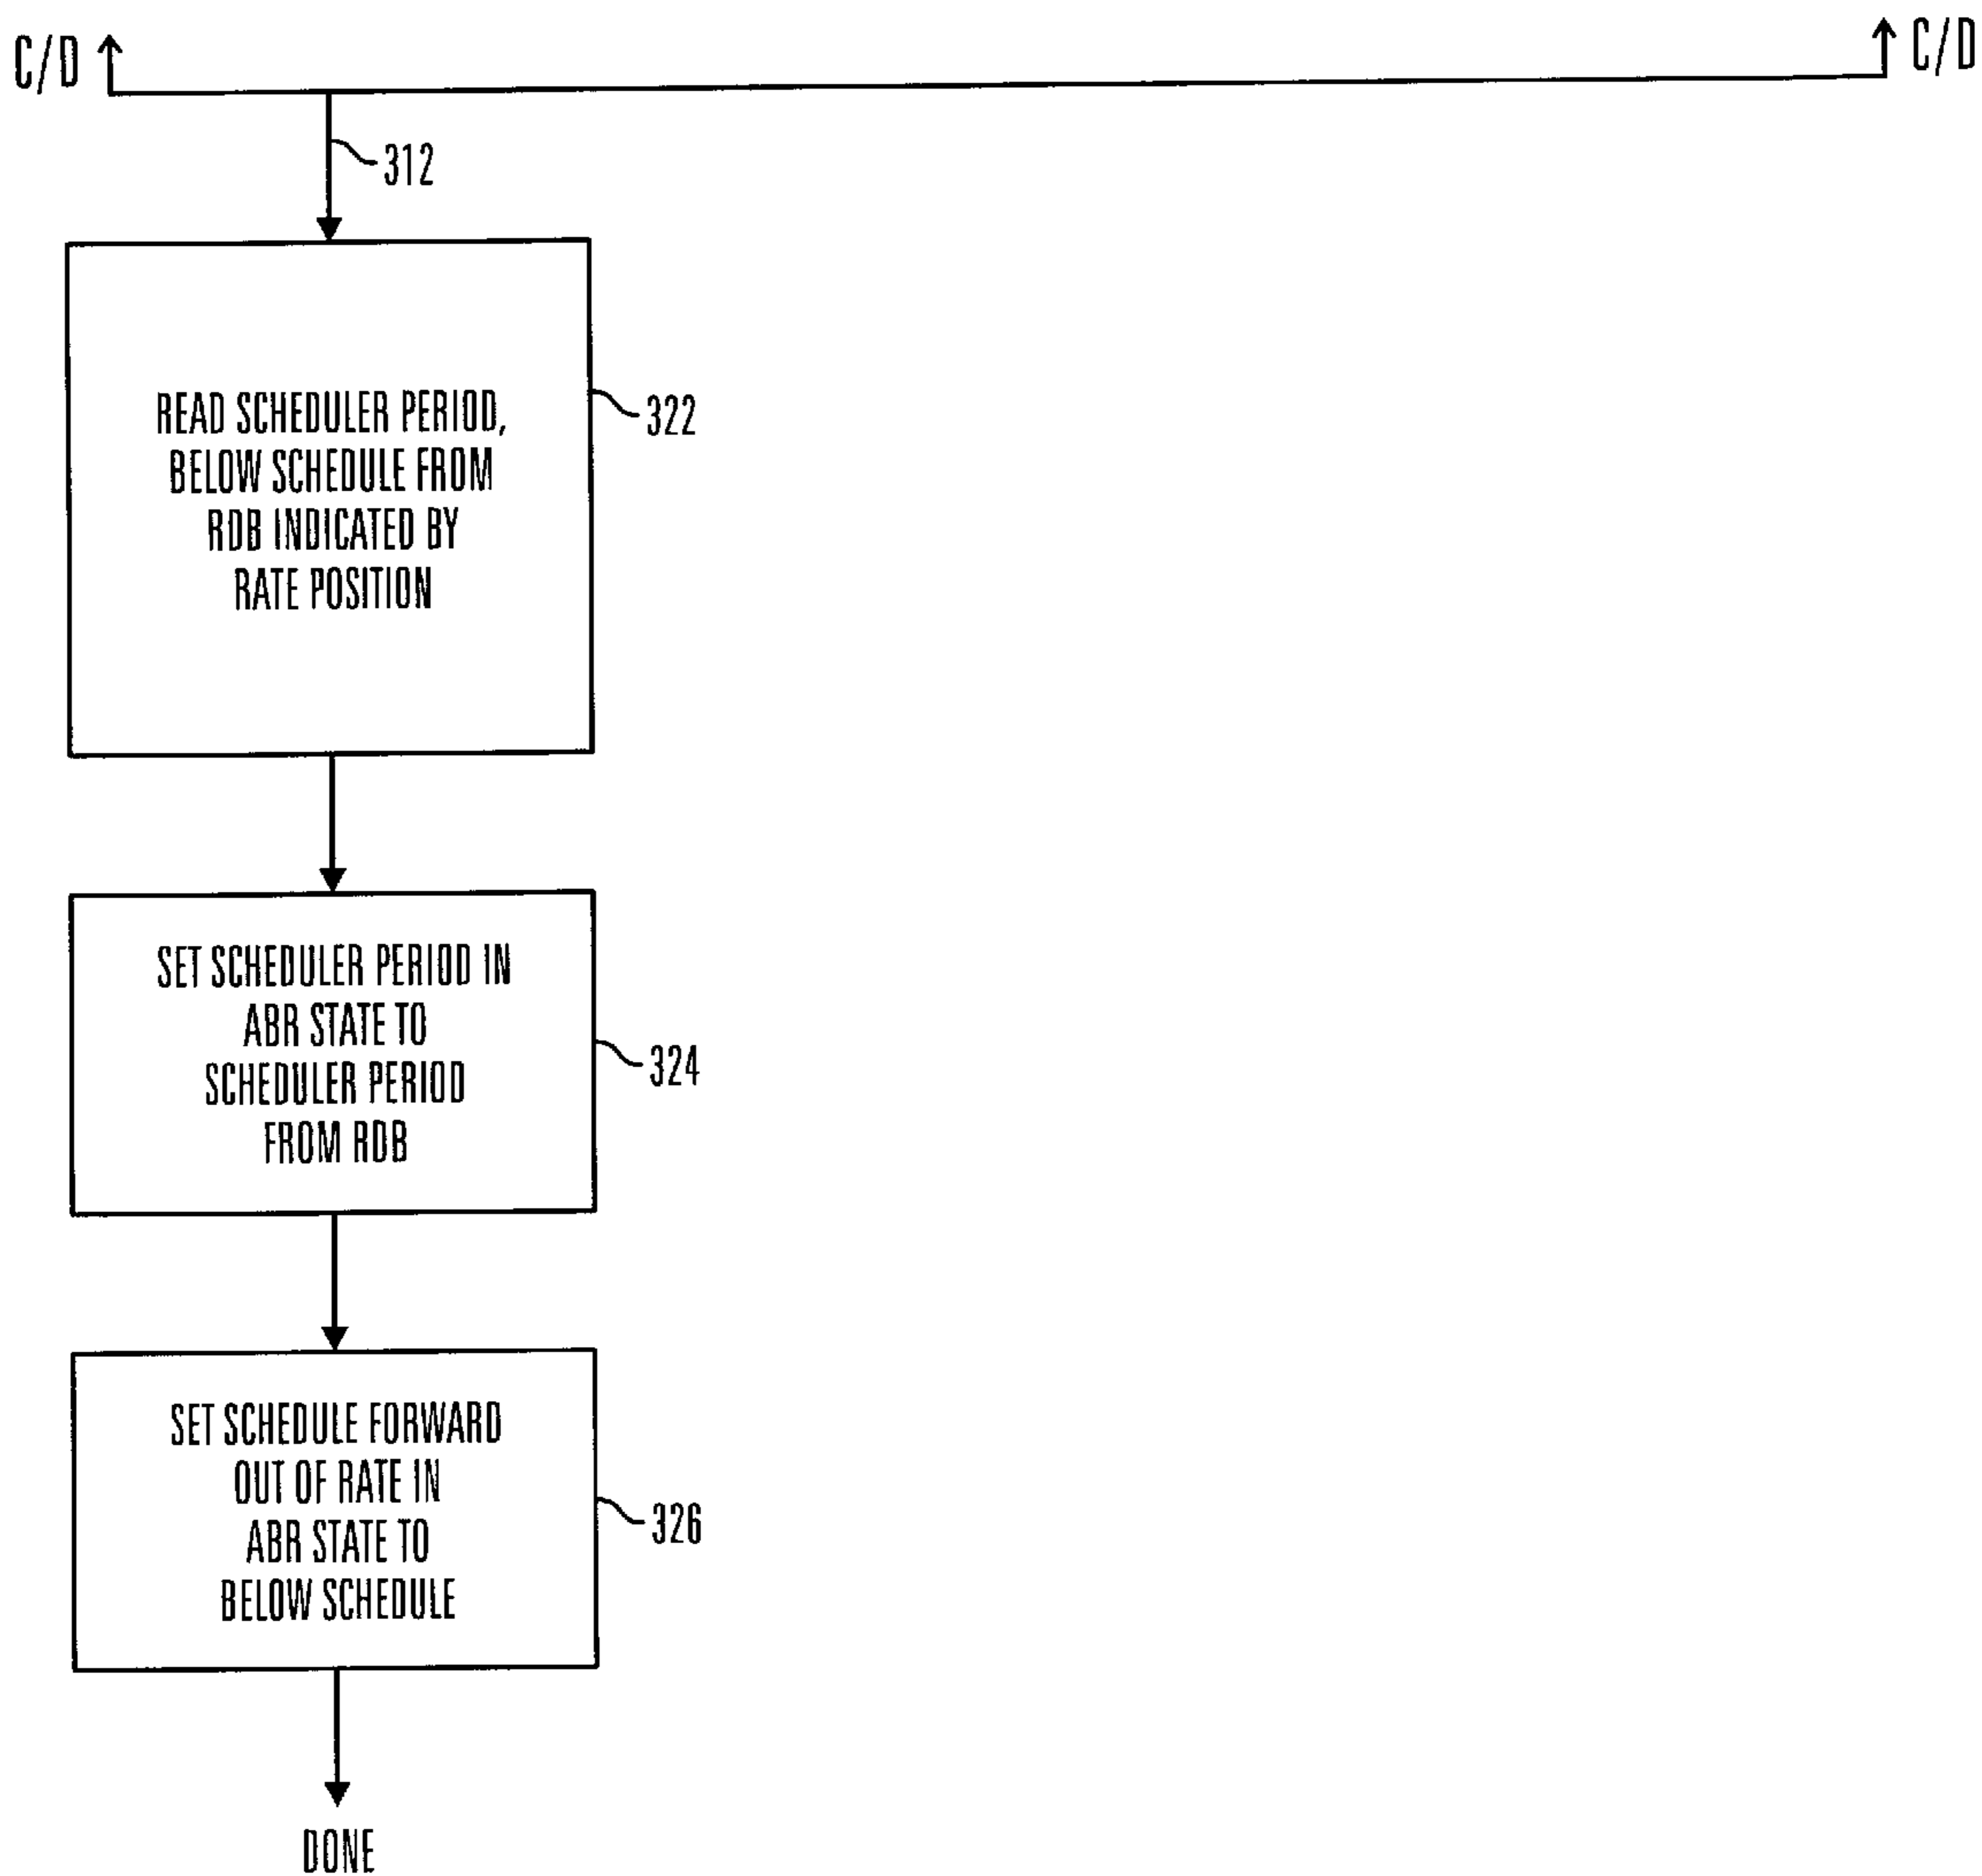 C/D
C/D
312
READ SCHEDULER PERIOD,
BELOW SCHEDULE FROM
RDB INDICATED BY
RATE POSITION
322
SET SCHEDULER PERIOD IN
ABR STATE TO
SCHEDULER PERIOD
FROM RDB
324
SET SCHEDULE FORWARD
OUT OF RATE IN
ABR STATE TO
BELOW SCHEDULE
326
DONE